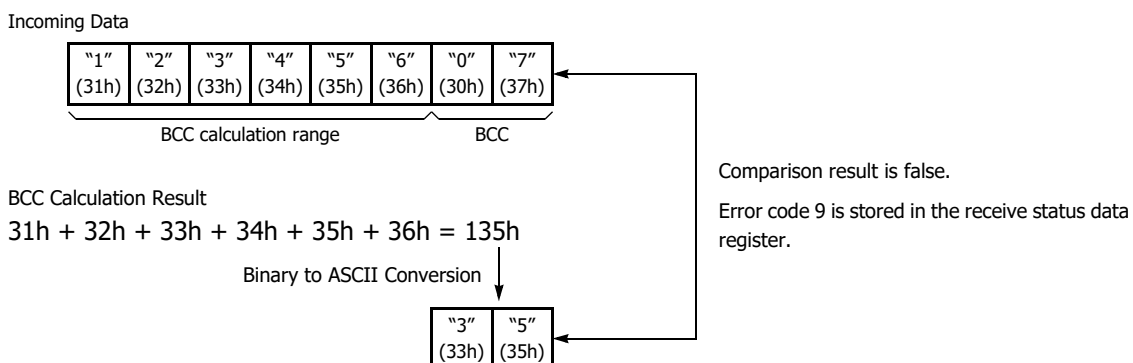 Incoming Data
“1” “2” “3” “4” “5” “6” “0” “7”
(31h) (32h) (33h) (34h) (35h) (36h) (30h) (37h)
BCC calculation range BCC
Comparison result is false.
BCC Calculation Result
Error code 9 is stored in the receive status data
register.
31h + 32h + 33h + 34h + 35h + 36h = 135h
Binary to ASCII Conversion
“3” “5”
(33h) (35h)